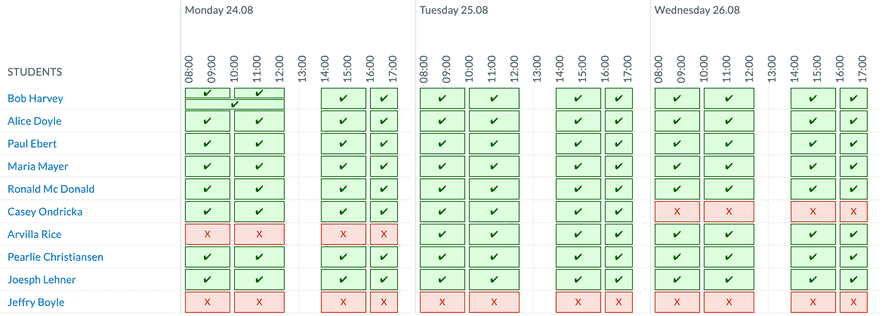 Monday 24.08 Tuesday 25.08 Wednesday 26.08
STUDENTS 08:00 09:00 10:00 11:00 12:00 13:00 14:00 15:00 16:00 17:00 08:00 09:00 10:00 11:00 12:00 13:00 14:00 15:00 16:00 17:00 08:00 09:00 10:00 11:00 12:00 13:00 14:00 15:00 16:00 17:00
Bob Harvey ✔ ✔ ✔ ✔ ✔ ✔ ✔ ✔ ✔ ✔ ✔ ✔ ✔
Alice Doyle ✔ ✔ ✔ ✔ ✔ ✔ ✔ ✔ ✔ ✔ ✔ ✔
Paul Ebert ✔ ✔ ✔ ✔ ✔ ✔ ✔ ✔ ✔ ✔ ✔ ✔
Maria Mayer ✔ ✔ ✔ ✔ ✔ ✔ ✔ ✔ ✔ ✔ ✔ ✔
Ronald Mc Donald ✔ ✔ ✔ ✔ ✔ ✔ ✔ ✔ ✔ ✔ ✔ ✔
Casey Ondricka ✔ ✔ ✔ ✔ ✔ ✔ ✔ ✔ X X X X
Arvilla Rice X X X X ✔ ✔ ✔ ✔ ✔ ✔ ✔ ✔
Pearlie Christiansen ✔ ✔ ✔ ✔ ✔ ✔ ✔ ✔ ✔ ✔ ✔ ✔
Joesph Lehner ✔ ✔ ✔ ✔ ✔ ✔ ✔ ✔ ✔ ✔ ✔ ✔
Jeffry Boyle X X X X X X X X X X X X